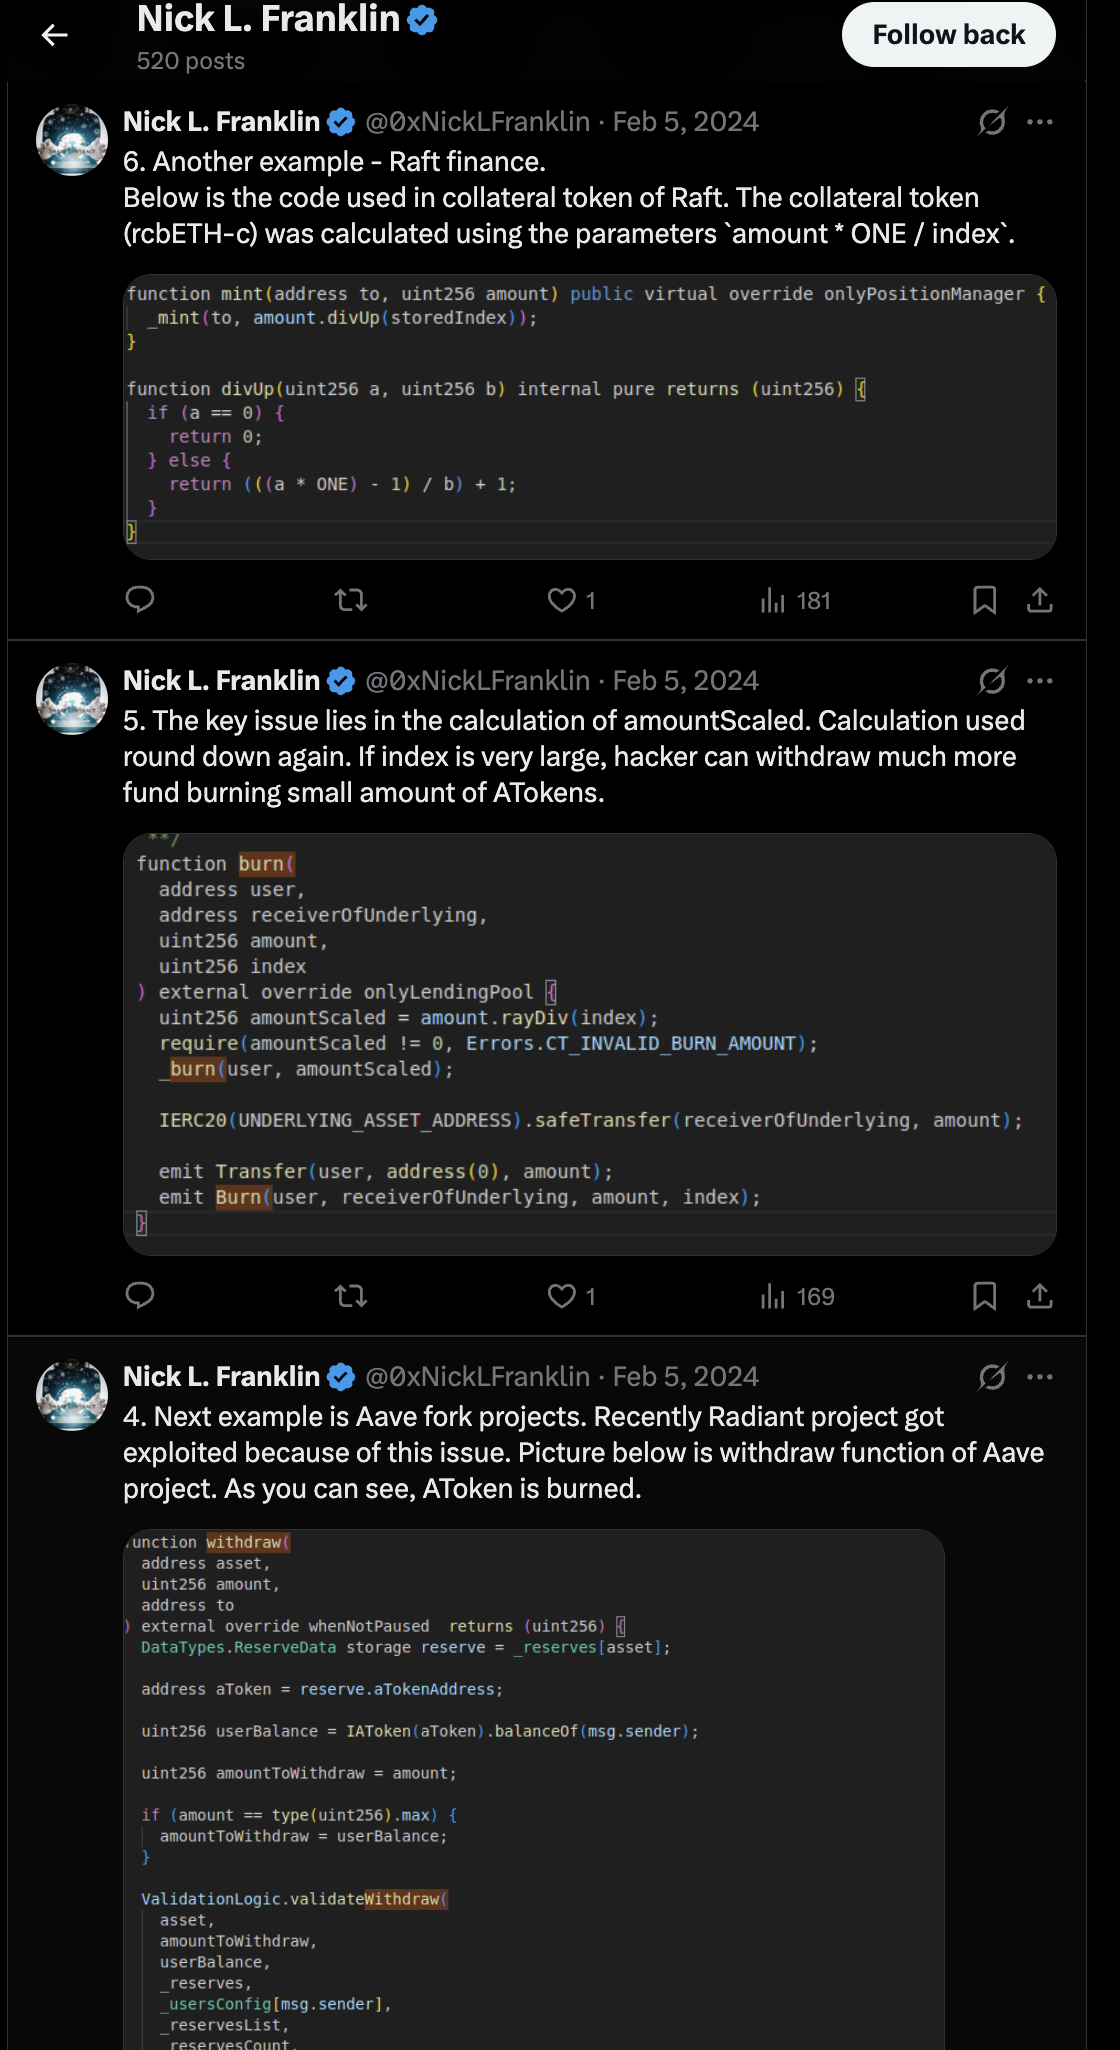 Nick L. Franklin
520 posts
Follow back
Nick L. Franklin @0xNickLFranklin · Feb 5, 2024
6. Another example - Raft finance.
Below is the code used in collateral token of Raft. The collateral token
(rcbETH-c) was calculated using the parameters `amount * ONE / index`.
function mint(address to, uint256 amount) public virtual override onlyPositionManager {
_mint(to, amount.divUp(storedIndex));
}
function divUp(uint256 a, uint256 b) internal pure returns (uint256) {
if (a == 0) {
return 0;
} else {
return (((a * ONE) - 1) / b) + 1;
}
}
1
181
Nick L. Franklin @0xNickLFranklin · Feb 5, 2024
5. The key issue lies in the calculation of amountScaled. Calculation used
round down again. If index is very large, hacker can withdraw much more
fund burning small amount of ATokens.
**/
function burn(
address user,
address receiverOfUnderlying,
uint256 amount,
uint256 index
) external override onlyLendingPool {
uint256 amountScaled = amount.rayDiv(index);
require(amountScaled != 0, Errors.CT_INVALID_BURN_AMOUNT);
_burn(user, amountScaled);
IERC20(UNDERLYING_ASSET_ADDRESS).safeTransfer(receiverOfUnderlying, amount);
emit Transfer(user, address(0), amount);
emit Burn(user, receiverOfUnderlying, amount, index);
}
1
169
Nick L. Franklin @0xNickLFranklin · Feb 5, 2024
4. Next example is Aave fork projects. Recently Radiant project got
exploited because of this issue. Picture below is withdraw function of Aave
project. As you can see, AToken is burned.
unction withdraw(
address asset,
uint256 amount,
address to
) external override whenNotPaused returns (uint256) {
DataTypes.ReserveData storage reserve = _reserves[asset];
address aToken = reserve.aTokenAddress;
uint256 userBalance = IAToken(aToken).balanceOf(msg.sender);
uint256 amountToWithdraw = amount;
if (amount == type(uint256).max) {
amountToWithdraw = userBalance;
}
ValidationLogic.validateWithdraw(
asset,
amountToWithdraw,
userBalance,
_reserves,
_usersConfig[msg.sender],
_reservesList,
_reservesCount,